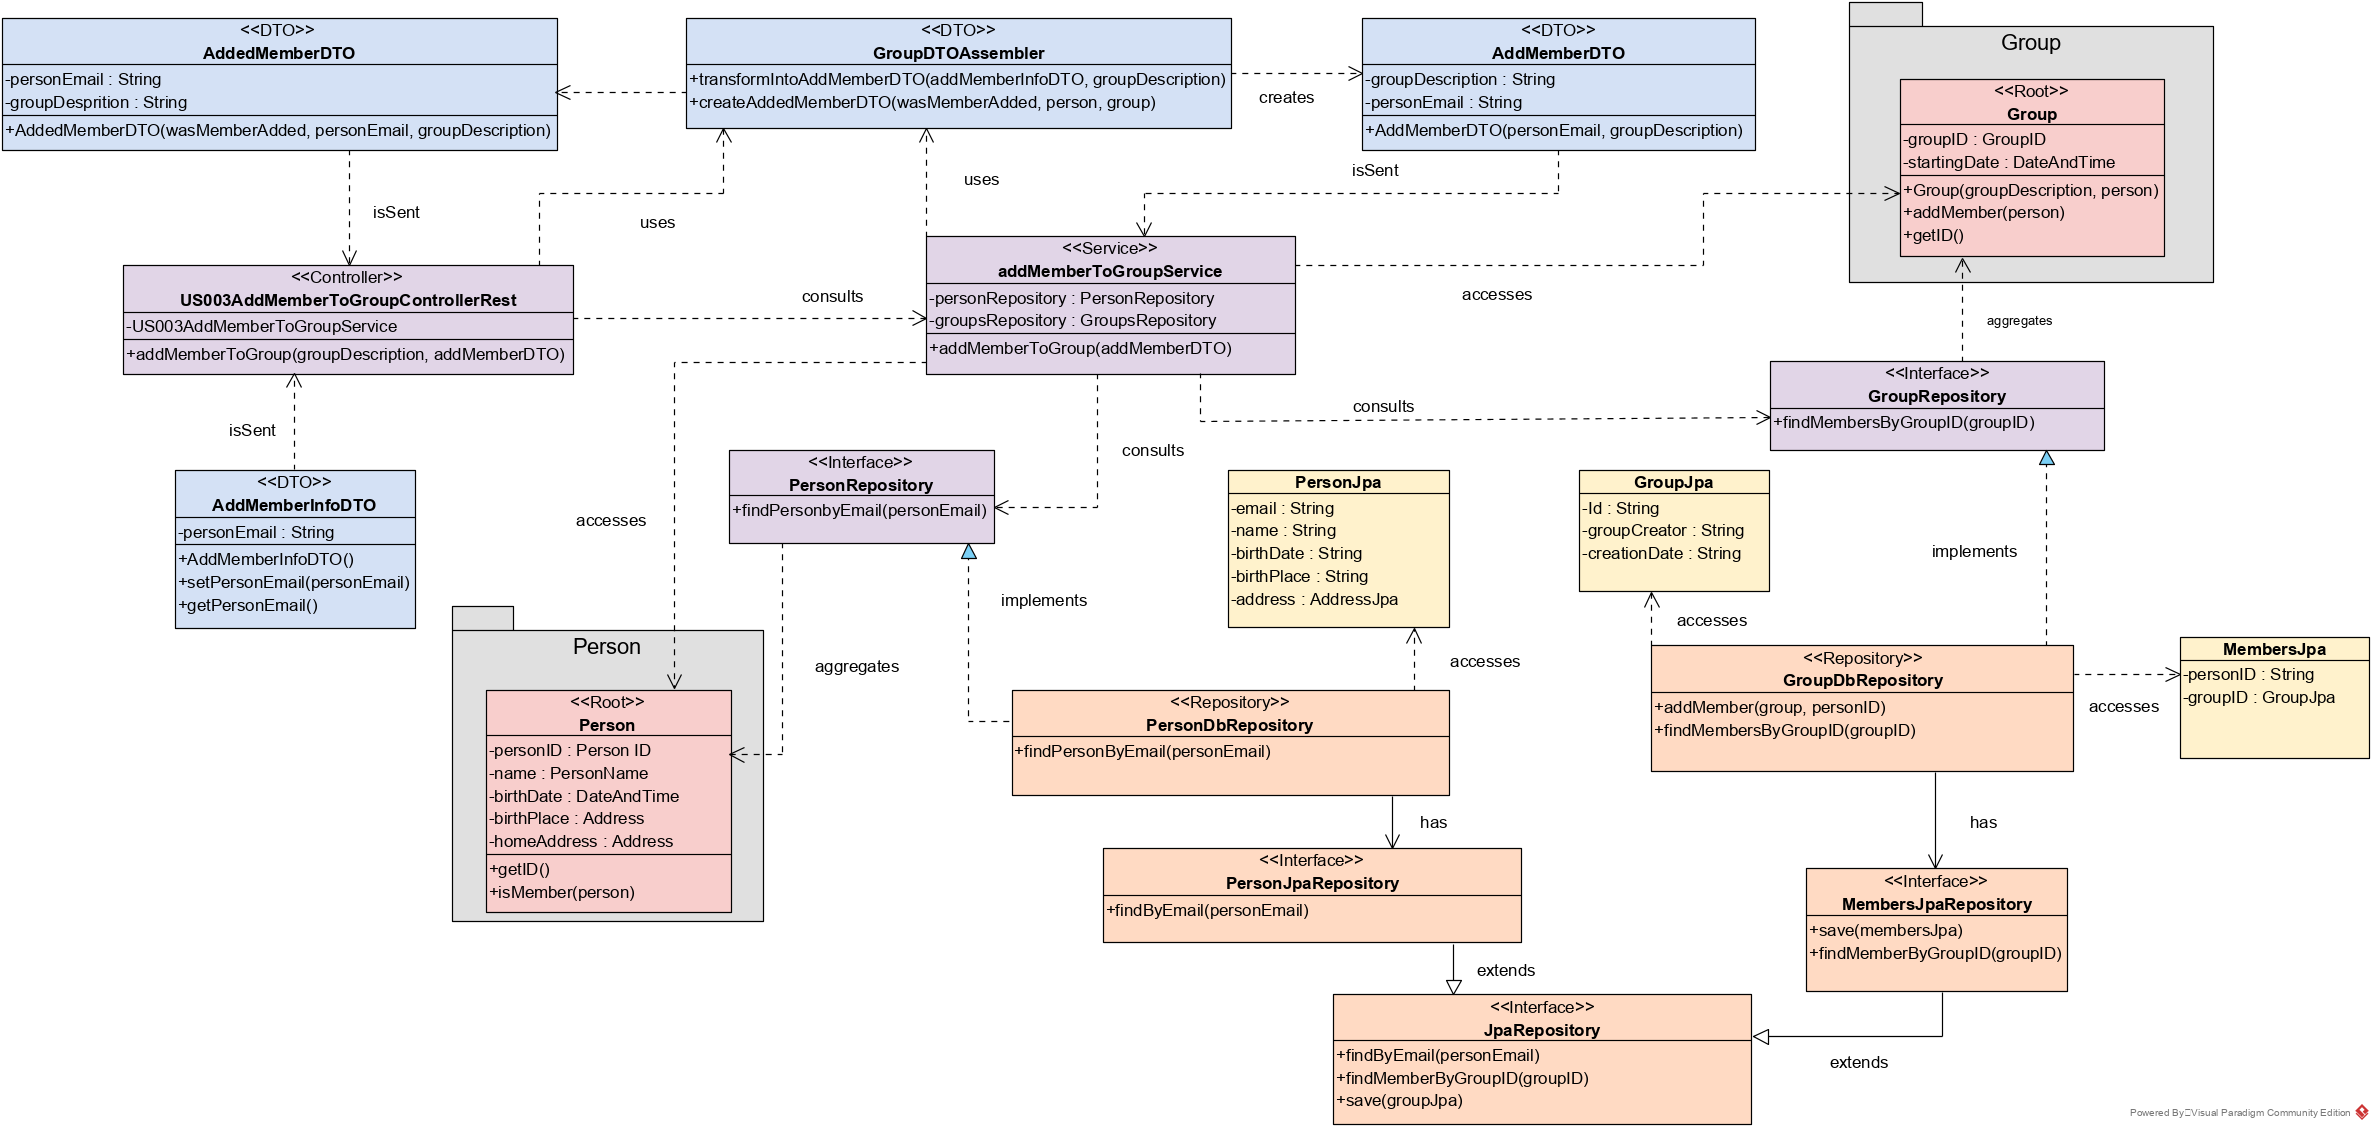 <<DTO>>
AddedMemberDTO
-personEmail : String
-groupDesprition : String
+AddedMemberDTO(wasMemberAdded, personEmail, groupDescription)
<<DTO>>
GroupDTOAssembler
+transformIntoAddMemberDTO(addMemberInfoDTO, groupDescription)
+createAddedMemberDTO(wasMemberAdded, person, group)
creates
<<DTO>>
AddMemberDTO
-groupDescription : String
-personEmail : String
+AddMemberDTO(personEmail, groupDescription)
Group
<<Root>>
Group
-groupID : GroupID
-startingDate : DateAndTime
+Group(groupDescription, person)
+addMember(person)
+getID()
isSent
uses
uses
isSent
<<Controller>>
US003AddMemberToGroupControllerRest
-US003AddMemberToGroupService
+addMemberToGroup(groupDescription, addMemberDTO)
consults
<<Service>>
addMemberToGroupService
-personRepository : PersonRepository
-groupsRepository : GroupsRepository
+addMemberToGroup(addMemberDTO)
accesses
aggregates
<<Interface>>
GroupRepository
+findMembersByGroupID(groupID)
consults
isSent
<<DTO>>
AddMemberInfoDTO
-personEmail : String
+AddMemberInfoDTO()
+setPersonEmail(personEmail)
+getPersonEmail()
accesses
<<Interface>>
PersonRepository
+findPersonbyEmail(personEmail)
consults
PersonJpa
-email : String
-name : String
-birthDate : String
-birthPlace : String
-address : AddressJpa
GroupJpa
-Id : String
-groupCreator : String
-creationDate : String
implements
implements
accesses
accesses
aggregates
Person
<<Root>>
Person
-personID : Person ID
-name : PersonName
-birthDate : DateAndTime
-birthPlace : Address
-homeAddress : Address
+getID()
+isMember(person)
<<Repository>>
PersonDbRepository
+findPersonByEmail(personEmail)
<<Repository>>
GroupDbRepository
+addMember(group, personID)
+findMembersByGroupID(groupID)
accesses
MembersJpa
-personID : String
-groupID : GroupJpa
has
has
<<Interface>>
PersonJpaRepository
+findByEmail(personEmail)
<<Interface>>
MembersJpaRepository
+save(membersJpa)
+findMemberByGroupID(groupID)
extends
extends
<<Interface>>
JpaRepository
+findByEmail(personEmail)
+findMemberByGroupID(groupID)
+save(groupJpa)
Powered By Visual Paradigm Community Edition